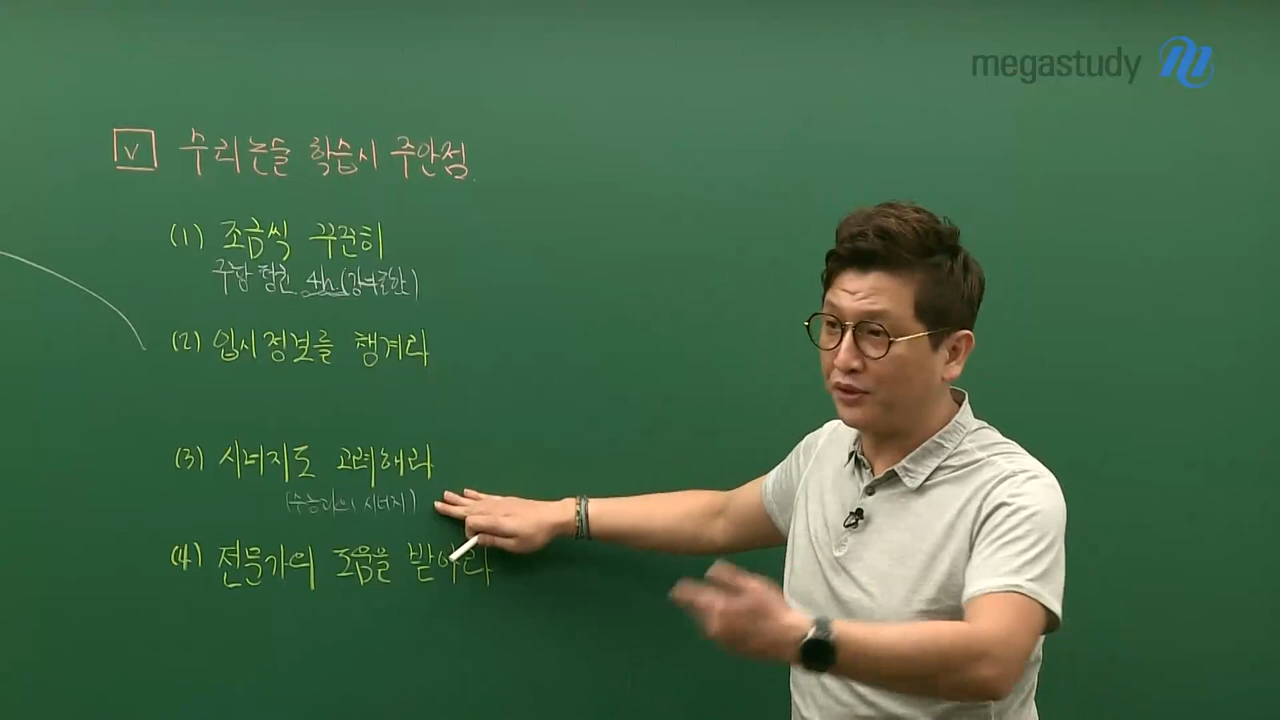 megastudy
V 수리논술 학습시 주안점.
(1) 조금씩 꾸준히
주당 평균 4h (강의포함)
(2) 입시정보를 챙겨라
(3) 시너지도 고려해라
(수능과의 시너지)
(4) 전문가의 도움을 받아라